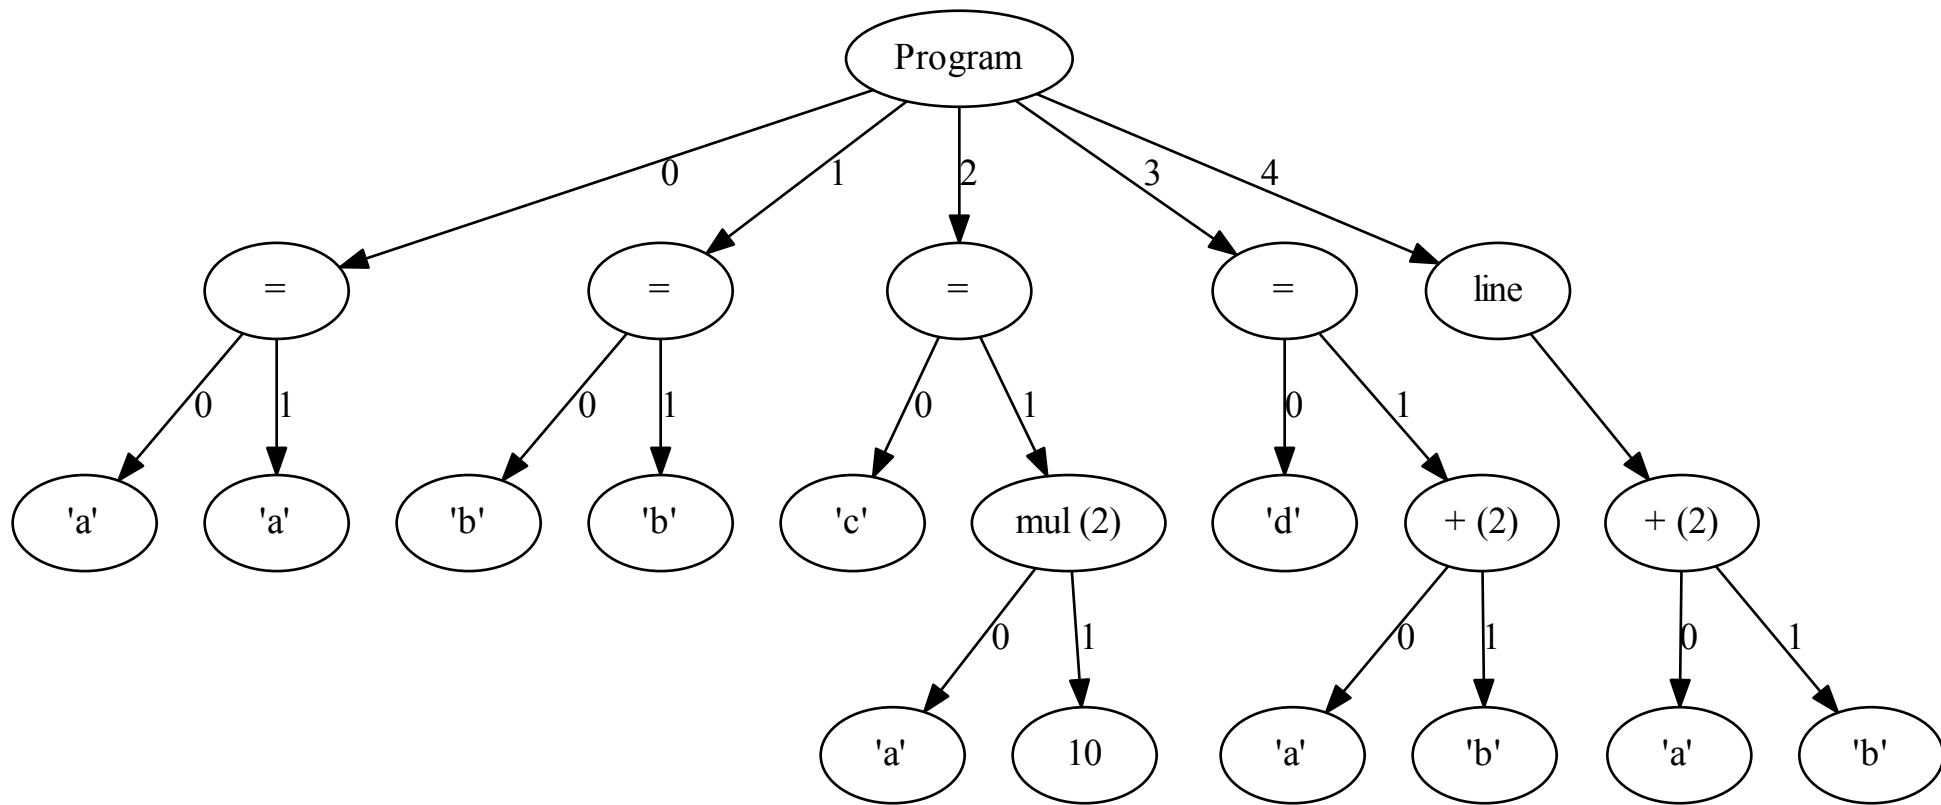 Program
0 1 2 3 4
= = = = line
0 1 0 1 0 1 0 1
'a' 'a' 'b' 'b' 'c' mul (2) 'd' + (2) + (2)
0 1 0 1 0 1
'a' 10 'a' 'b' 'a' 'b'